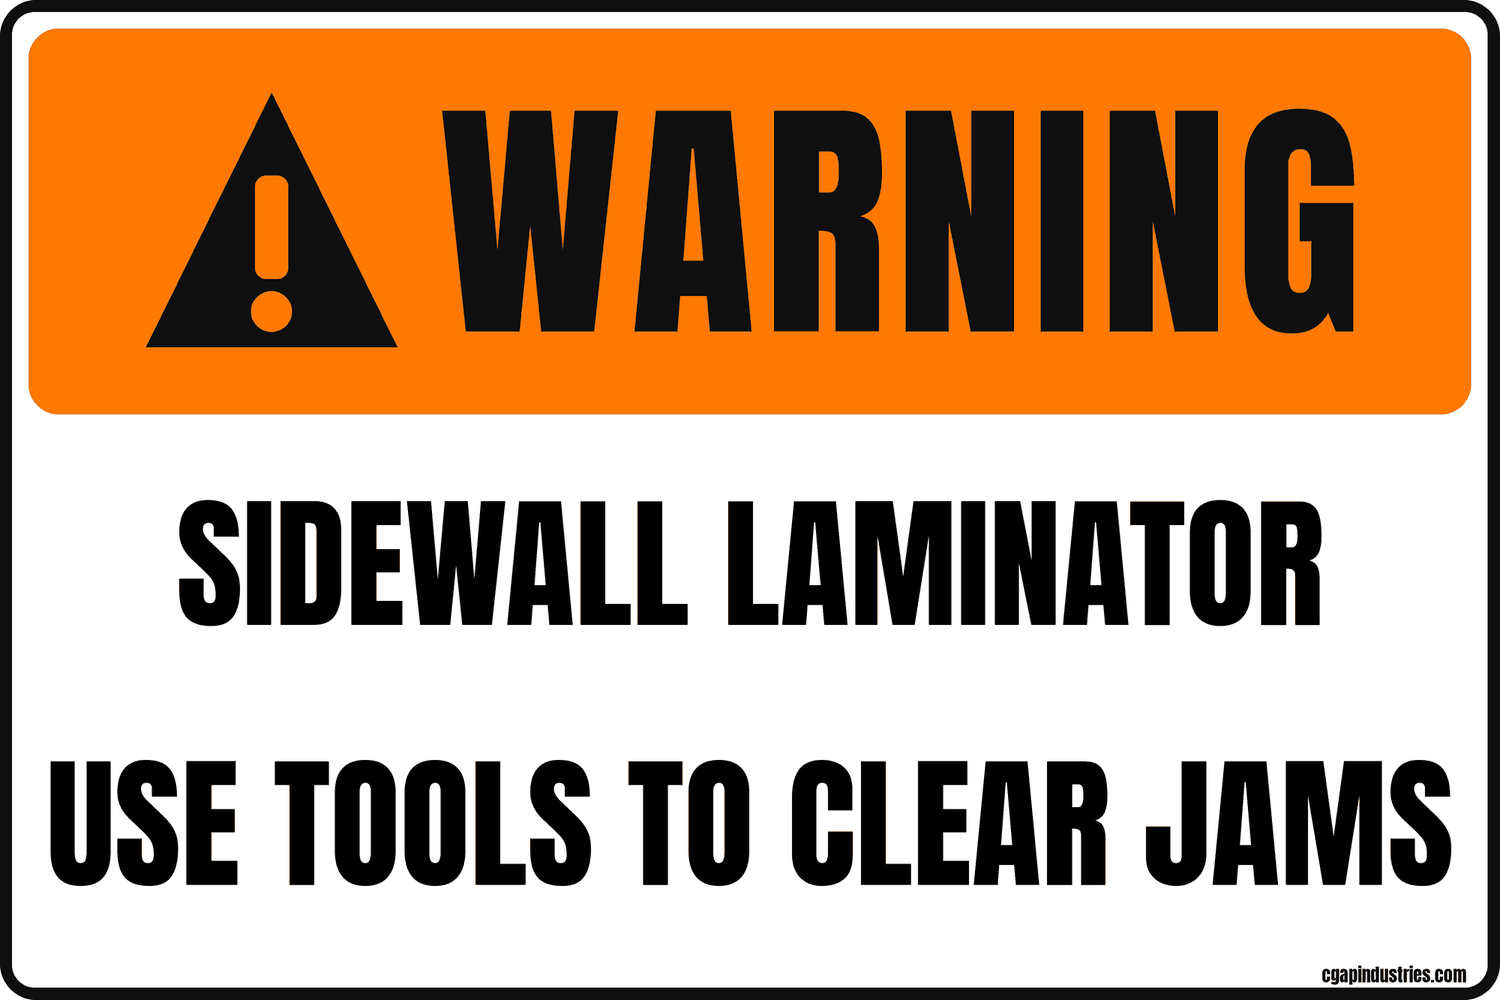 WARNING
SIDEWALL LAMINATOR
USE TOOLS TO CLEAR JAMS
cgapindustries.com